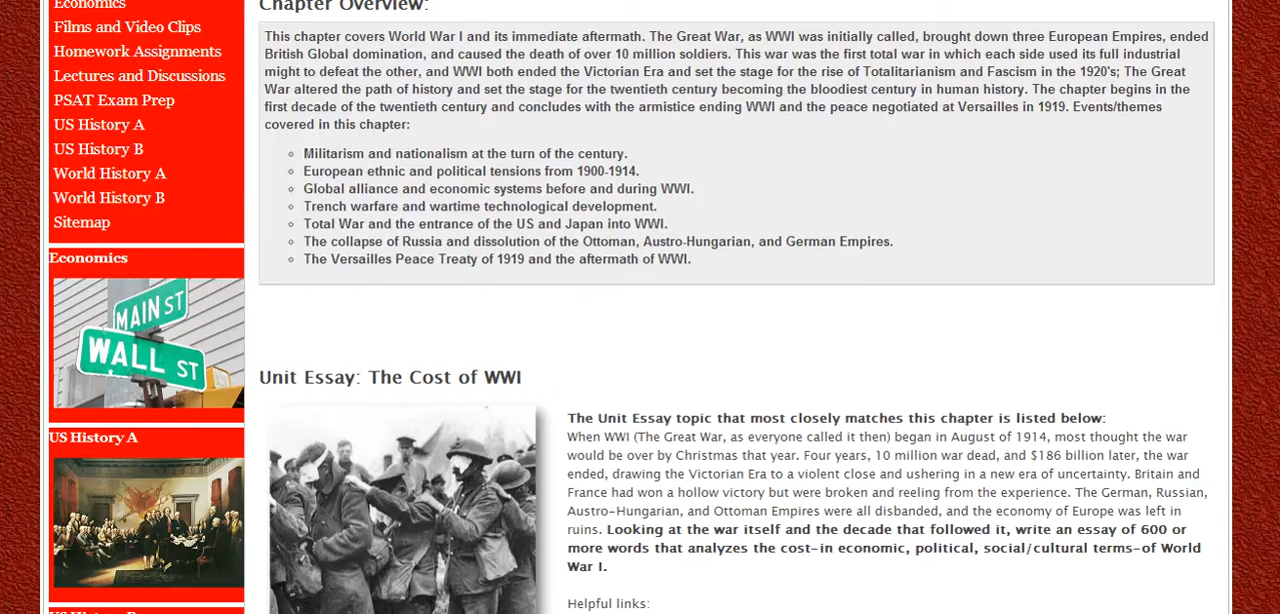 Economics
Films and Video Clips
Homework Assignments
Lectures and Discussions
PSAT Exam Prep
US History A
US History B
World History A
World History B
Sitemap
Economics
MAIN ST
WALL ST
US History A
Chapter Overview:
This chapter covers World War I and its immediate aftermath. The Great War, as WWI was initially called, brought down three European Empires, ended
British Global domination, and caused the death of over 10 million soldiers. This war was the first total war in which each side used its full industrial
might to defeat the other, and WWI both ended the Victorian Era and set the stage for the rise of Totalitarianism and Fascism in the 1920's; The Great
War altered the path of history and set the stage for the twentieth century becoming the bloodiest century in human history. The chapter begins in the
first decade of the twentieth century and concludes with the armistice ending WWI and the peace negotiated at Versailles in 1919. Events/themes
covered in this chapter:
Militarism and nationalism at the turn of the century.
European ethnic and political tensions from 1900-1914.
Global alliance and economic systems before and during WWI.
Trench warfare and wartime technological development.
Total War and the entrance of the US and Japan into WWI.
The collapse of Russia and dissolution of the Ottoman, Austro-Hungarian, and German Empires.
The Versailles Peace Treaty of 1919 and the aftermath of WWI.
Unit Essay: The Cost of WWI
The Unit Essay topic that most closely matches this chapter is listed below:
When WWI (The Great War, as everyone called it then) began in August of 1914, most thought the war
would be over by Christmas that year. Four years, 10 million war dead, and $186 billion later, the war
ended, drawing the Victorian Era to a violent close and ushering in a new era of uncertainty. Britain and
France had won a hollow victory but were broken and reeling from the experience. The German, Russian,
Austro-Hungarian, and Ottoman Empires were all disbanded, and the economy of Europe was left in
ruins. Looking at the war itself and the decade that followed it, write an essay of 600 or
more words that analyzes the cost-in economic, political, social/cultural terms-of World
War I.
Helpful links: